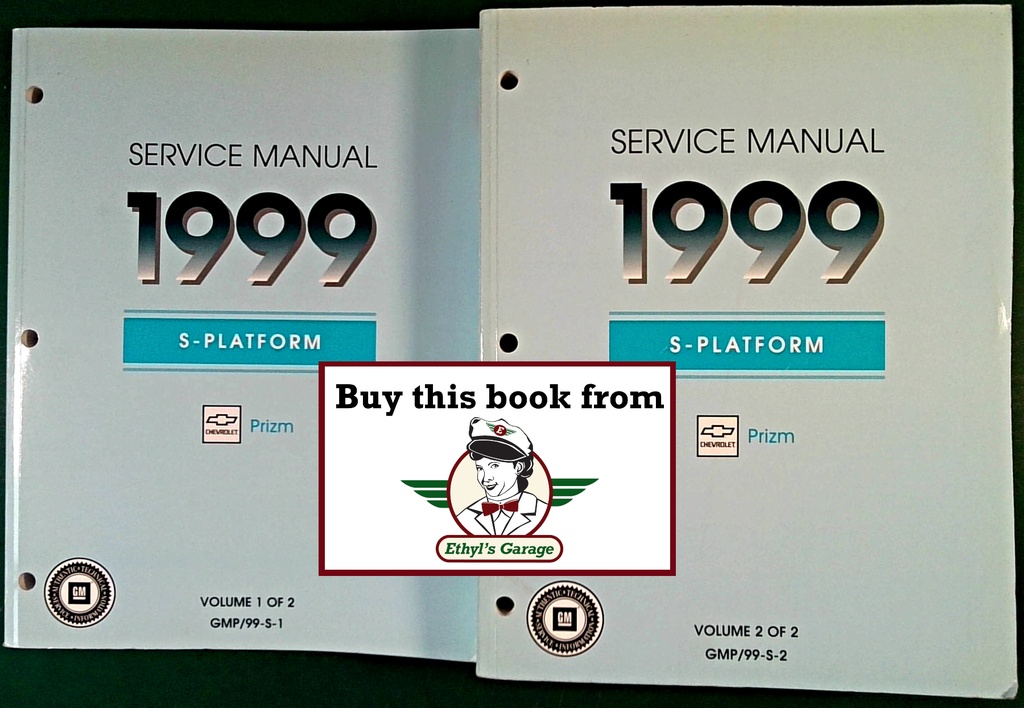 SERVICE MANUAL
1999
S-PLATFORM
CHEVROLET
Prizm
GM
VOLUME 1 OF 2
GMP/99-S-1
SERVICE MANUAL
1999
S-PLATFORM
CHEVROLET
Prizm
GM
VOLUME 2 OF 2
GMP/99-S-2
Buy this book from
E
Ethyl's Garage